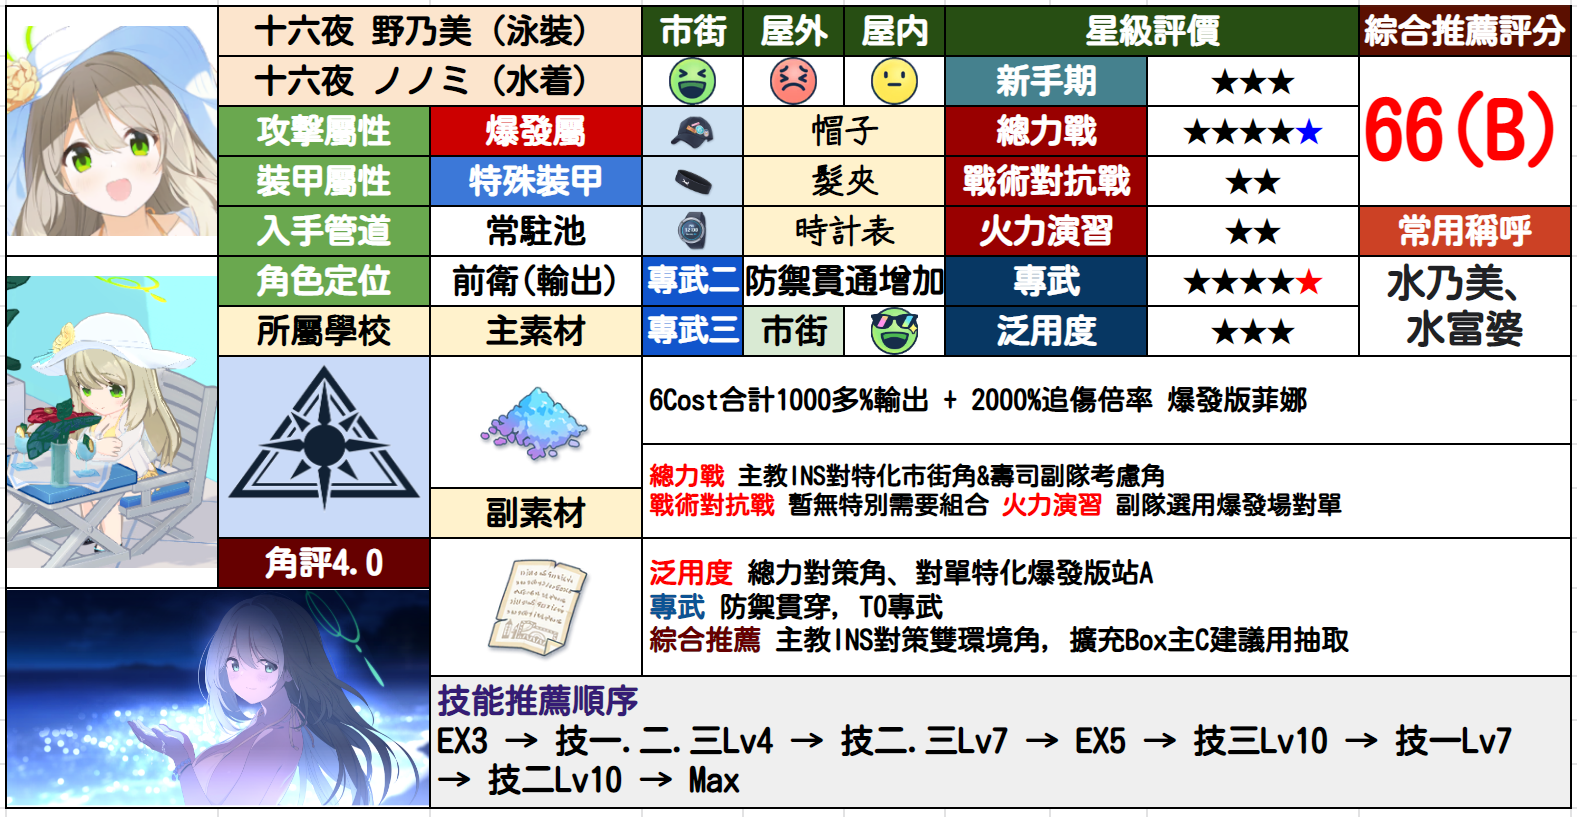 十六夜 野乃美 (泳裝)
市街
屋外
屋内
星級評價
綜合推薦評分
十六夜 ノノミ (水着)
新手期
★★★
66(B)
攻擊屬性
爆發屬
帽子
總力戰
★★★★★
裝甲屬性
特殊裝甲
髮夾
戰術對抗戰
★★
入手管道
常駐池
時計表
火力演習
★★
常用稱呼
角色定位
前衛(輸出)
專武二
防禦貫通增加
專武
★★★★★
水乃美、
水富婆
所屬學校
主素材
專武三
市街
泛用度
★★★
6Cost合計1000多%輸出 + 2000%追傷倍率 爆發版菲娜
總力戰 主教INS對特化市街角&壽司副隊考慮角
戰術對抗戰 暫無特別需要組合 火力演習 副隊選用爆發場對單
副素材
角評4.0
泛用度 總力對策角、對單特化爆發版站A
專武 防禦貫穿, T0專武
綜合推薦 主教INS對策雙環境角, 擴充Box主C建議用抽取
技能推薦順序
EX3 → 技一.二.三Lv4 → 技二.三Lv7 → EX5 → 技三Lv10 → 技一Lv7
→ 技二Lv10 → Max